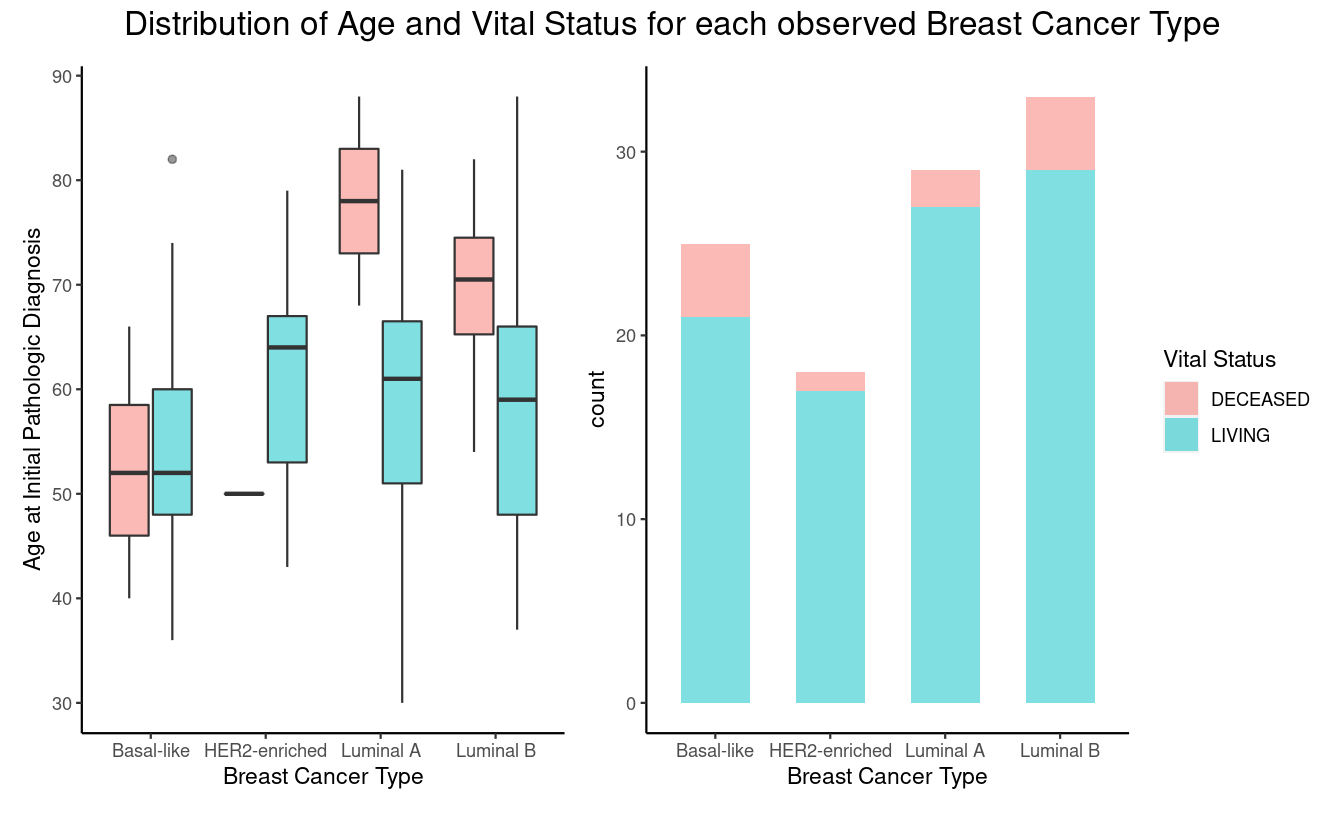 Distribution of Age and Vital Status for each observed Breast Cancer Type
Age at Initial Pathologic Diagnosis
90
80
70
60
50
40
30
Basal-like HER2-enriched Luminal A Luminal B
Breast Cancer Type
count
30
20
10
0
Basal-like HER2-enriched Luminal A Luminal B
Breast Cancer Type
Vital Status
DECEASED
LIVING